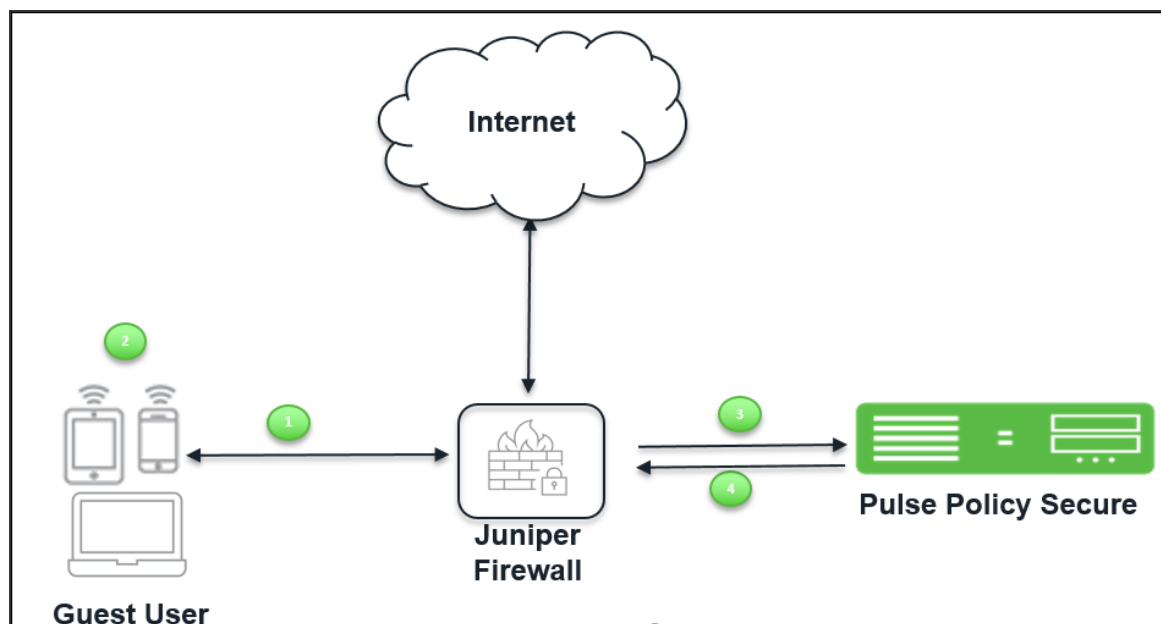 Internet
2
1
3
4
Pulse Policy Secure
Juniper
Firewall
Guest User